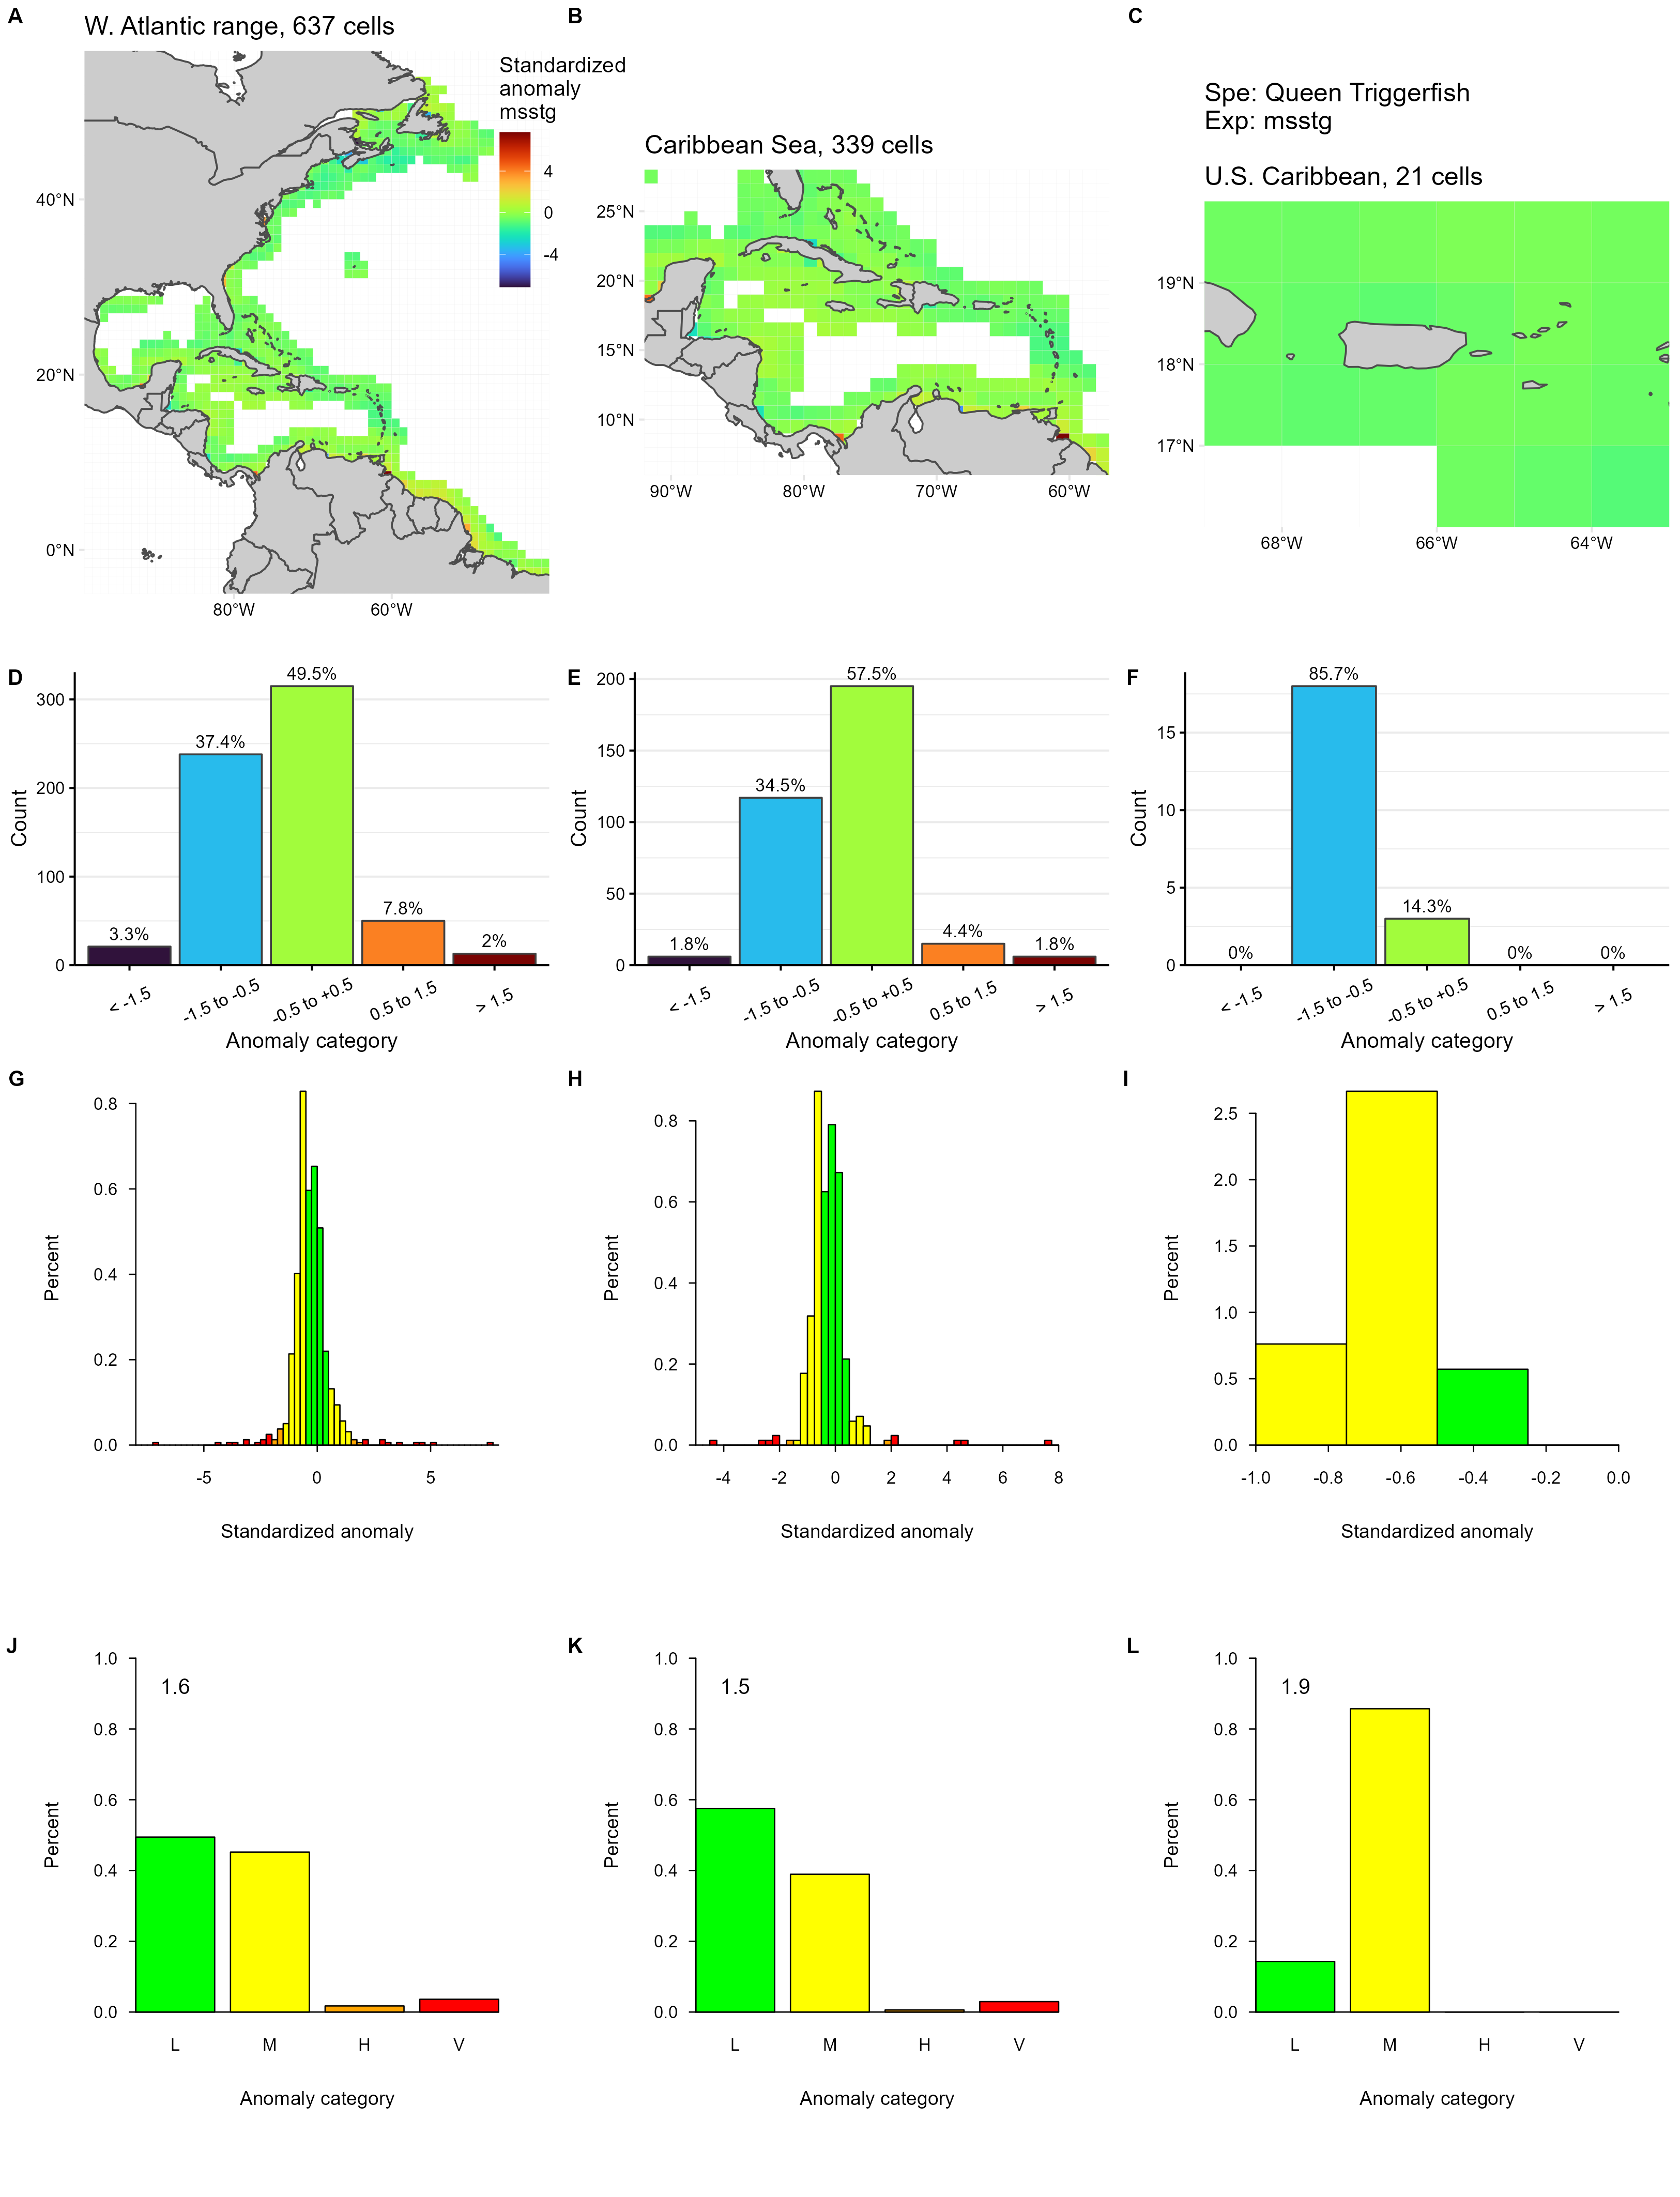 A
W. Atlantic range, 637 cells
Standardized
anomaly
msstg
4
0
-4
40°N
20°N
0°N
80°W
60°W
B
Caribbean Sea, 339 cells
25°N
20°N
15°N
10°N
90°W
80°W
70°W
60°W
C
Spe: Queen Triggerfish
Exp: msstg
U.S. Caribbean, 21 cells
19°N
18°N
17°N
68°W
66°W
64°W
D
Count
300
200
100
0
3.3%
37.4%
49.5%
7.8%
2%
< -1.5
-1.5 to -0.5
-0.5 to +0.5
0.5 to 1.5
> 1.5
Anomaly category
E
Count
200
150
100
50
0
1.8%
34.5%
57.5%
4.4%
1.8%
< -1.5
-1.5 to -0.5
-0.5 to +0.5
0.5 to 1.5
> 1.5
Anomaly category
F
Count
15
10
5
0
0%
85.7%
14.3%
0%
0%
< -1.5
-1.5 to -0.5
-0.5 to +0.5
0.5 to 1.5
> 1.5
Anomaly category
G
Percent
0.8
0.6
0.4
0.2
0.0
-5
0
5
Standardized anomaly
H
Percent
0.8
0.6
0.4
0.2
0.0
-4
-2
0
2
4
6
8
Standardized anomaly
I
Percent
2.5
2.0
1.5
1.0
0.5
0.0
-1.0
-0.8
-0.6
-0.4
-0.2
0.0
Standardized anomaly
J
Percent
1.0
0.8
0.6
0.4
0.2
0.0
1.6
L
M
H
V
Anomaly category
K
Percent
1.0
0.8
0.6
0.4
0.2
0.0
1.5
L
M
H
V
Anomaly category
L
Percent
1.0
0.8
0.6
0.4
0.2
0.0
1.9
L
M
H
V
Anomaly category